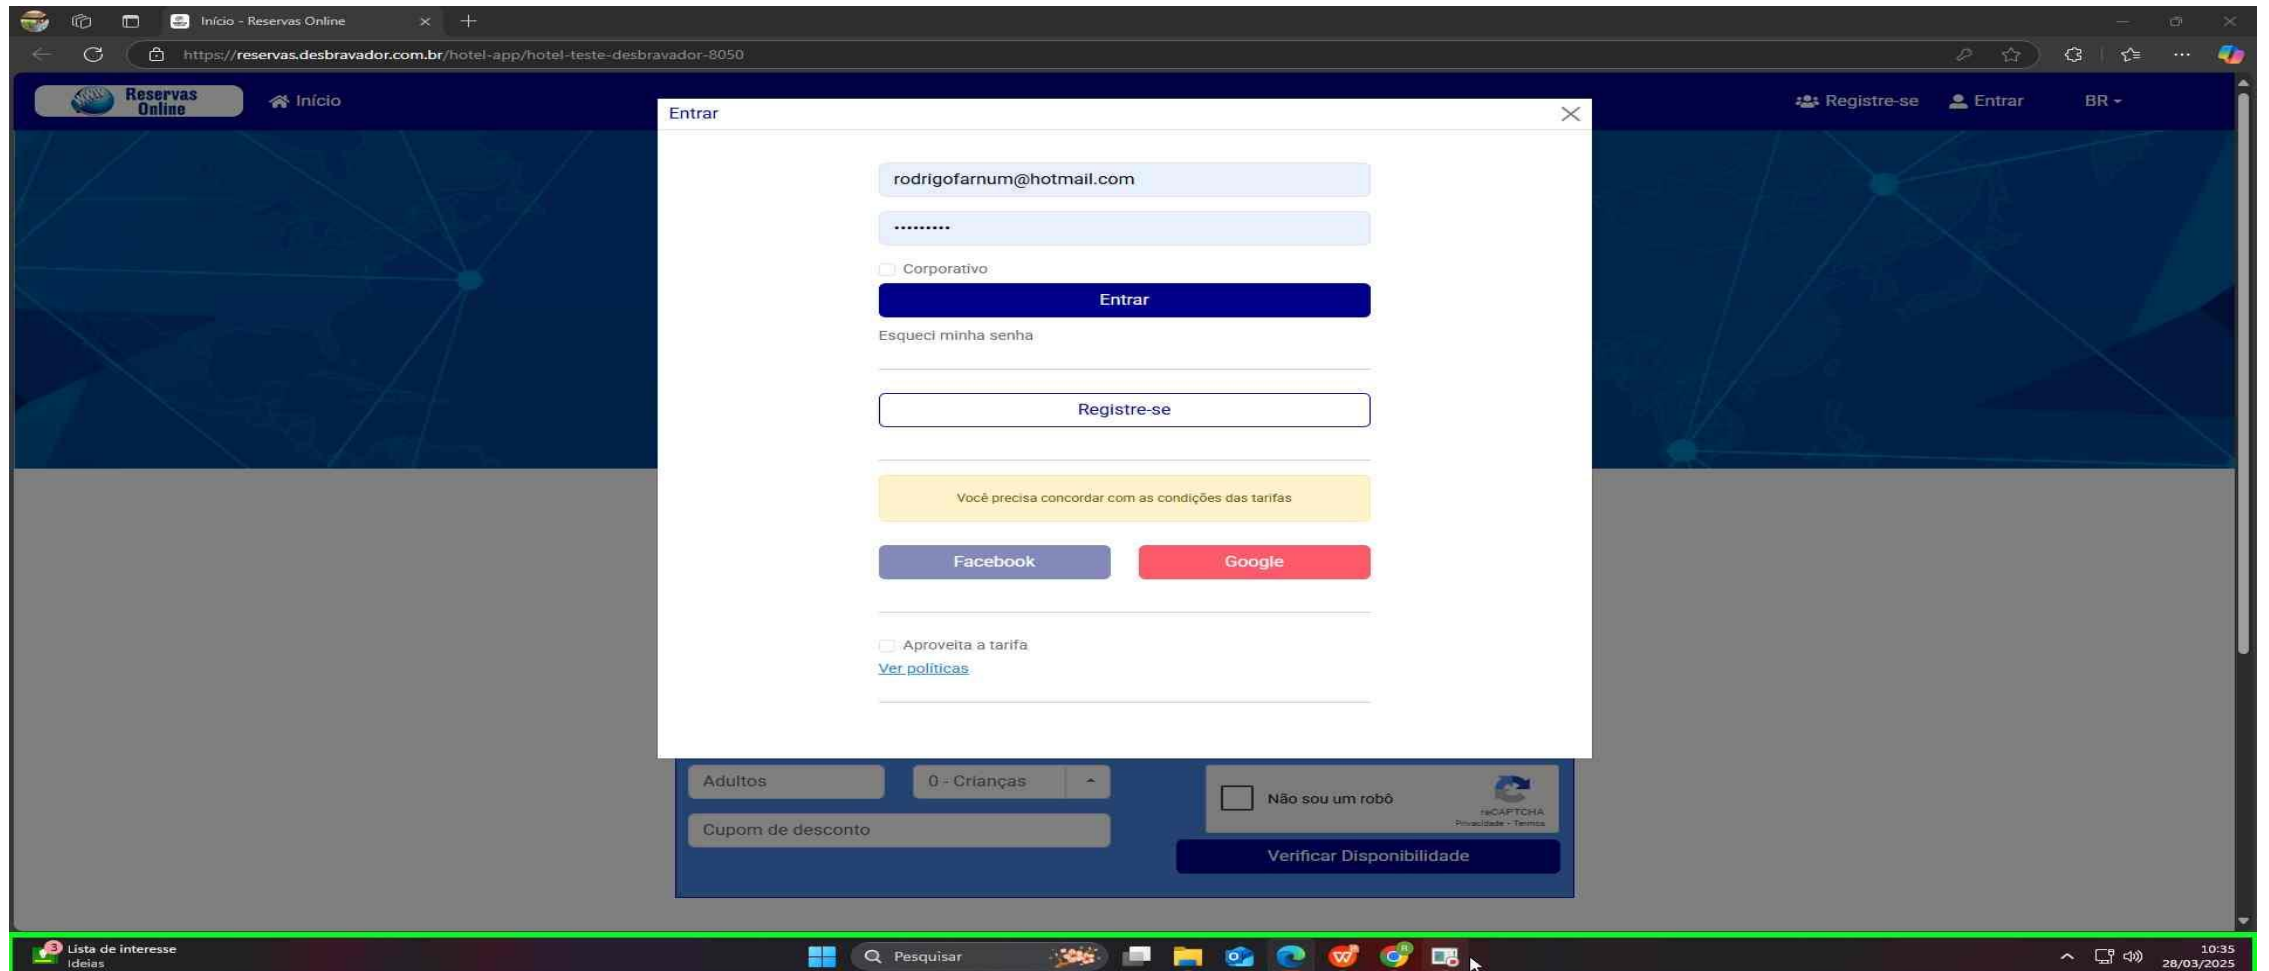 Início - Reservas Online
https://reservas.desbravador.com.br/hotel-app/hotel-teste-desbravador-8050
Reservas
Online
Início
Registre-se
Entrar
BR
Entrar
rodrigofarnum@hotmail.com
•••••••••
Corporativo
Entrar
Esqueci minha senha
Registre-se
Você precisa concordar com as condições das tarifas
Facebook
Google
Aproveita a tarifa
Ver políticas
Adultos
0 - Crianças
Não sou um robô
reCAPTCHA
Privacidade - Termos
Cupom de desconto
Verificar Disponibilidade
3
Lista de interesse
Ideias
Pesquisar
10:35
28/03/2025